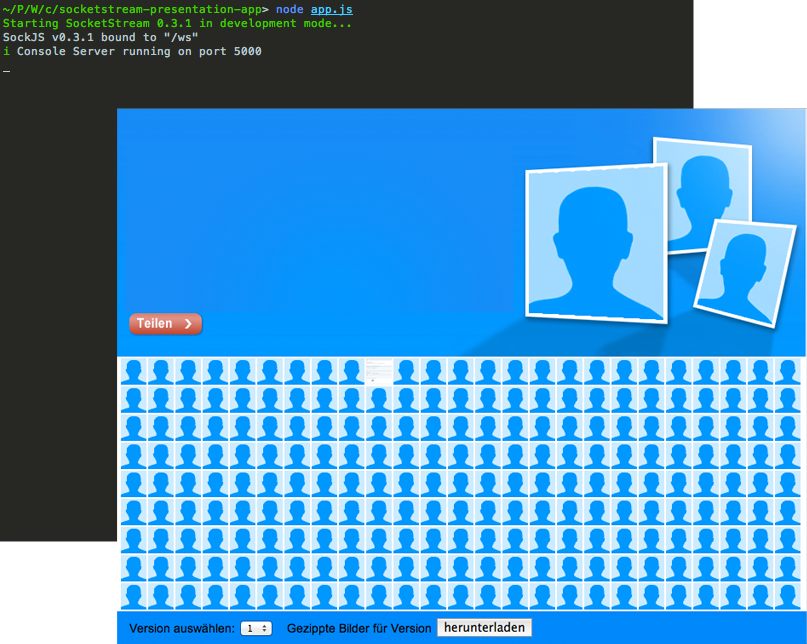 ~/P/W/c/socketstream-presentation-app> node app.js
Starting SocketStream 0.3.1 in development mode...
SockJS v0.3.1 bound to "/ws"
i Console Server running on port 5000
Teilen
Version auswählen: 1 Gezippte Bilder für Version herunterladen